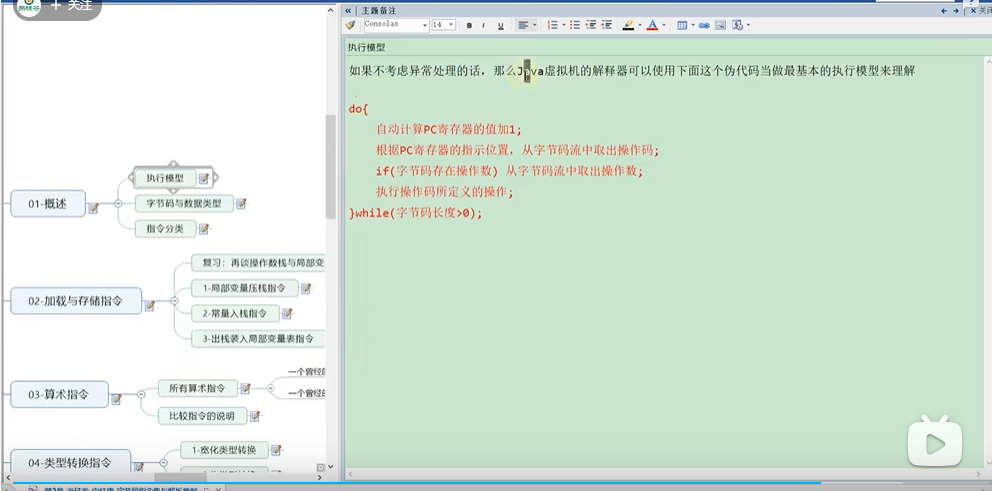 尚硅谷
+ 关注
主题备注
关闭
Consolas
14
B I U
执行模型
如果不考虑异常处理的话，那么Java虚拟机的解释器可以使用下面这个伪代码当做最基本的执行模型来理解
do{
自动计算PC寄存器的值加1;
根据PC寄存器的指示位置，从字节码流中取出操作码;
if(字节码存在操作数) 从字节码流中取出操作数;
执行操作码所定义的操作;
}while(字节码长度>0);
01-概述
执行模型
字节码与数据类型
指令分类
02-加载与存储指令
复习：再谈操作数栈与局部变
1-局部变量压栈指令
2-常量入栈指令
3-出栈装入局部变量表指令
03-算术指令
所有算术指令
一个曾经的
一个曾经的
比较指令的说明
04-类型转换指令
1-宽化类型转换